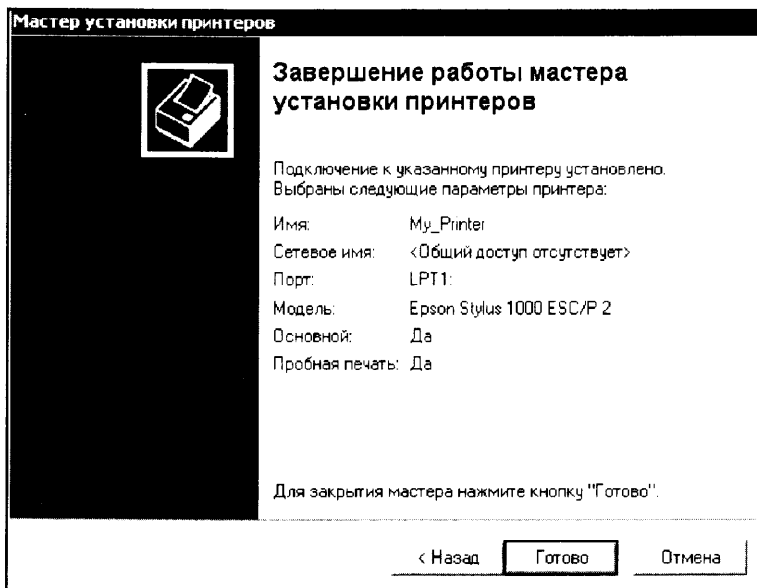 Мастер установки принтеров
Завершение работы мастера
установки принтеров
Подключение к указанному принтеру установлено.
Выбраны следующие параметры принтера:
Имя: My_Printer
Сетевое имя: <Общий доступ отсутствует>
Порт: LPT1:
Модель: Epson Stylus 1000 ESC/P 2
Основной: Да
Пробная печать: Да
Для закрытия мастера нажмите кнопку "Готово".
< Назад Готово Отмена